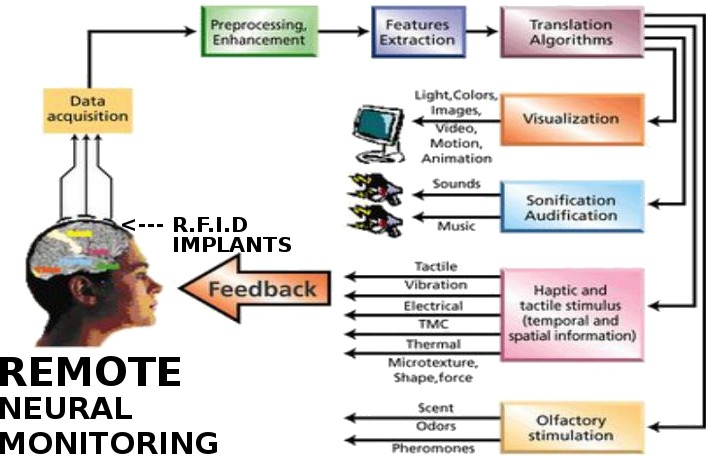 Preprocessing,
Enhancement
Features
Extraction
Translation
Algorithms
Data
acquisition
Light,Colors,
Images,
Video,
Motion,
Animation
Visualization
Sounds
Music
Sonification
Audification
<--- R.F.I.D
IMPLANTS
Feedback
Tactile
Vibration
Electrical
TMC
Thermal
Microtexture,
Shape,force
Haptic and
tactile stimulus
(temporal and
spatial information)
REMOTE
NEURAL
MONITORING
Scent
Odors
Pheromones
Olfactory
stimulation